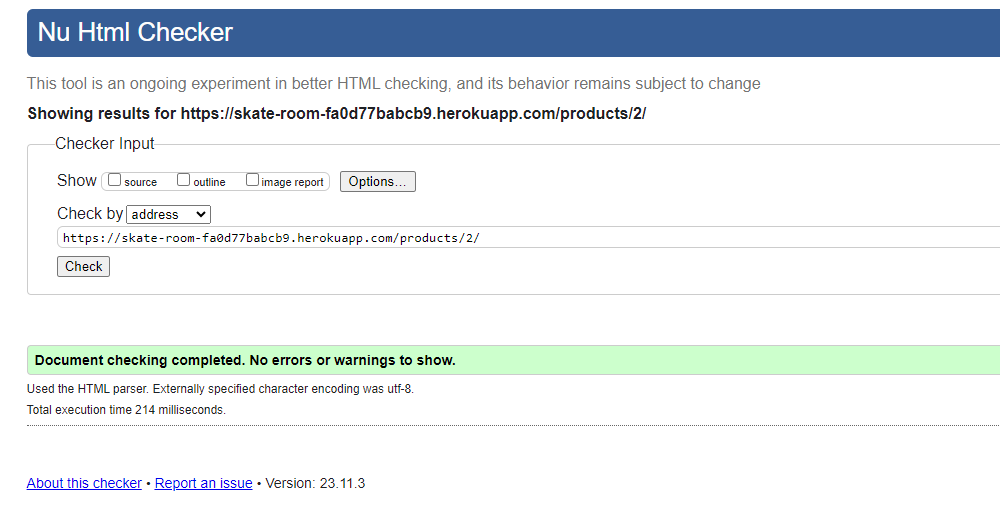 Nu Html Checker
This tool is an ongoing experiment in better HTML checking, and its behavior remains subject to change
Showing results for https://skate-room-fa0d77babcb9.herokuapp.com/products/2/
Checker Input
Show source outline image report Options...
Check by address
https://skate-room-fa0d77babcb9.herokuapp.com/products/2/
Check
Document checking completed. No errors or warnings to show.
Used the HTML parser. Externally specified character encoding was utf-8.
Total execution time 214 milliseconds.
About this checker • Report an issue • Version: 23.11.3